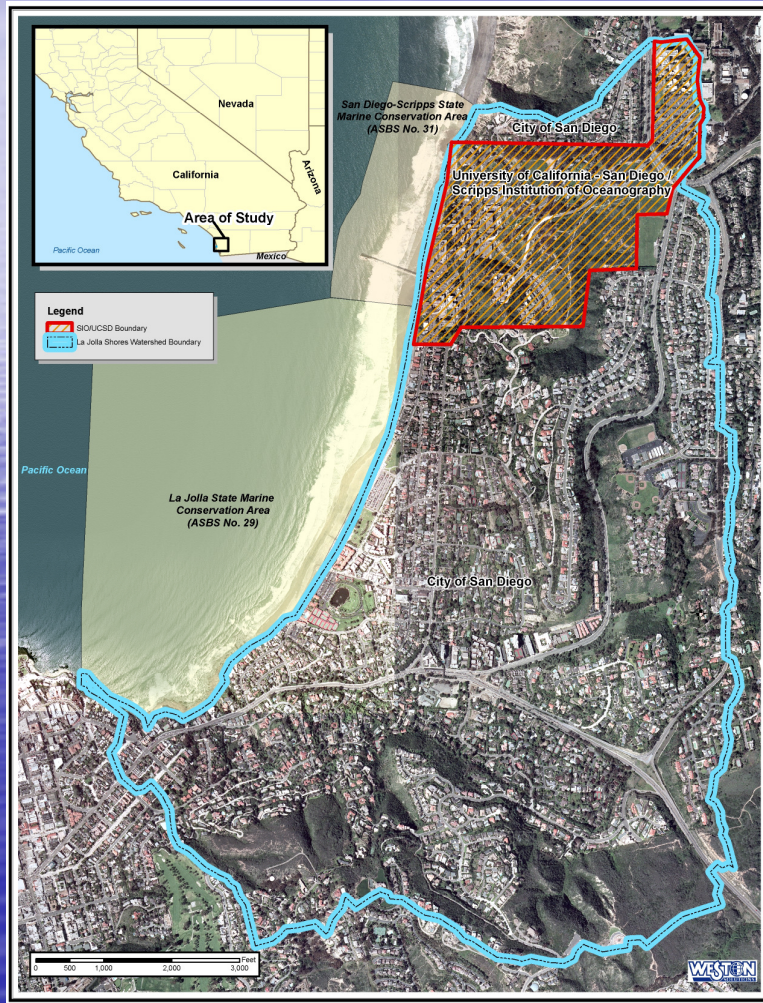 Nevada
California
Arizona
Area of Study
Pacific Ocean
Mexico
San Diego-Scripps State
Marine Conservation Area
(ASBS No. 31)
City of San Diego
University of California - San Diego /
Scripps Institution of Oceanography
Legend
SIO/UCSD Boundary
La Jolla Shores Watershed Boundary
Pacific Ocean
La Jolla State Marine
Conservation Area
(ASBS No. 29)
City of San Diego
Feet
0 500 1,000 2,000 3,000
WESTON
SOLUTIONS